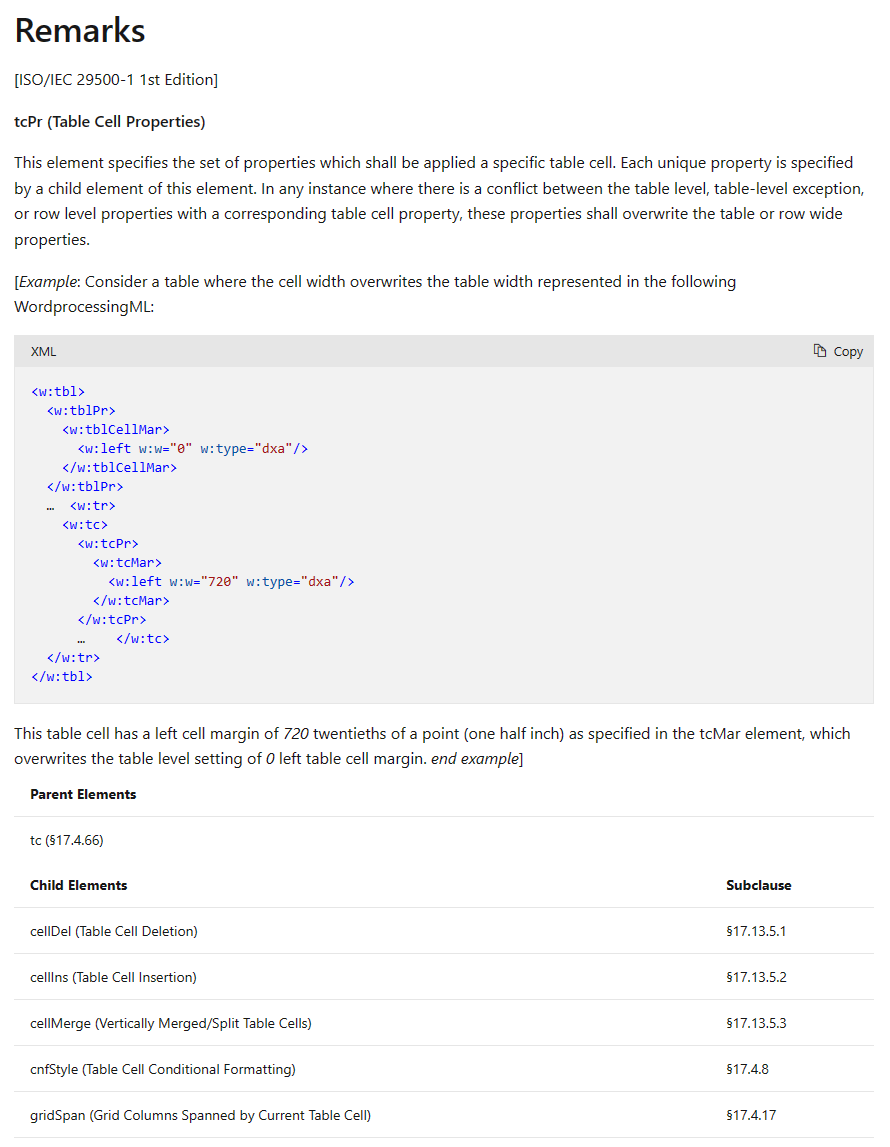 Remarks
[ISO/IEC 29500-1 1st Edition]
tcPr (Table Cell Properties)
This element specifies the set of properties which shall be applied a specific table cell. Each unique property is specified
by a child element of this element. In any instance where there is a conflict between the table level, table-level exception,
or row level properties with a corresponding table cell property, these properties shall overwrite the table or row wide
properties.
[Example: Consider a table where the cell width overwrites the table width represented in the following
WordprocessingML:
XML Copy
<w:tbl>
  <w:tblPr>
    <w:tblCellMar>
      <w:left w:w="0" w:type="dxa"/>
    </w:tblCellMar>
  </w:tblPr>
  …  <w:tr>
    <w:tc>
      <w:tcPr>
        <w:tcMar>
          <w:left w:w="720" w:type="dxa"/>
        </w:tcMar>
      </w:tcPr>
      …    </w:tc>
  </w:tr>
</w:tbl>
This table cell has a left cell margin of 720 twentieths of a point (one half inch) as specified in the tcMar element, which
overwrites the table level setting of 0 left table cell margin. end example]
Parent Elements
tc (§17.4.66)
Child Elements Subclause
cellDel (Table Cell Deletion) §17.13.5.1
cellIns (Table Cell Insertion) §17.13.5.2
cellMerge (Vertically Merged/Split Table Cells) §17.13.5.3
cnfStyle (Table Cell Conditional Formatting) §17.4.8
gridSpan (Grid Columns Spanned by Current Table Cell) §17.4.17